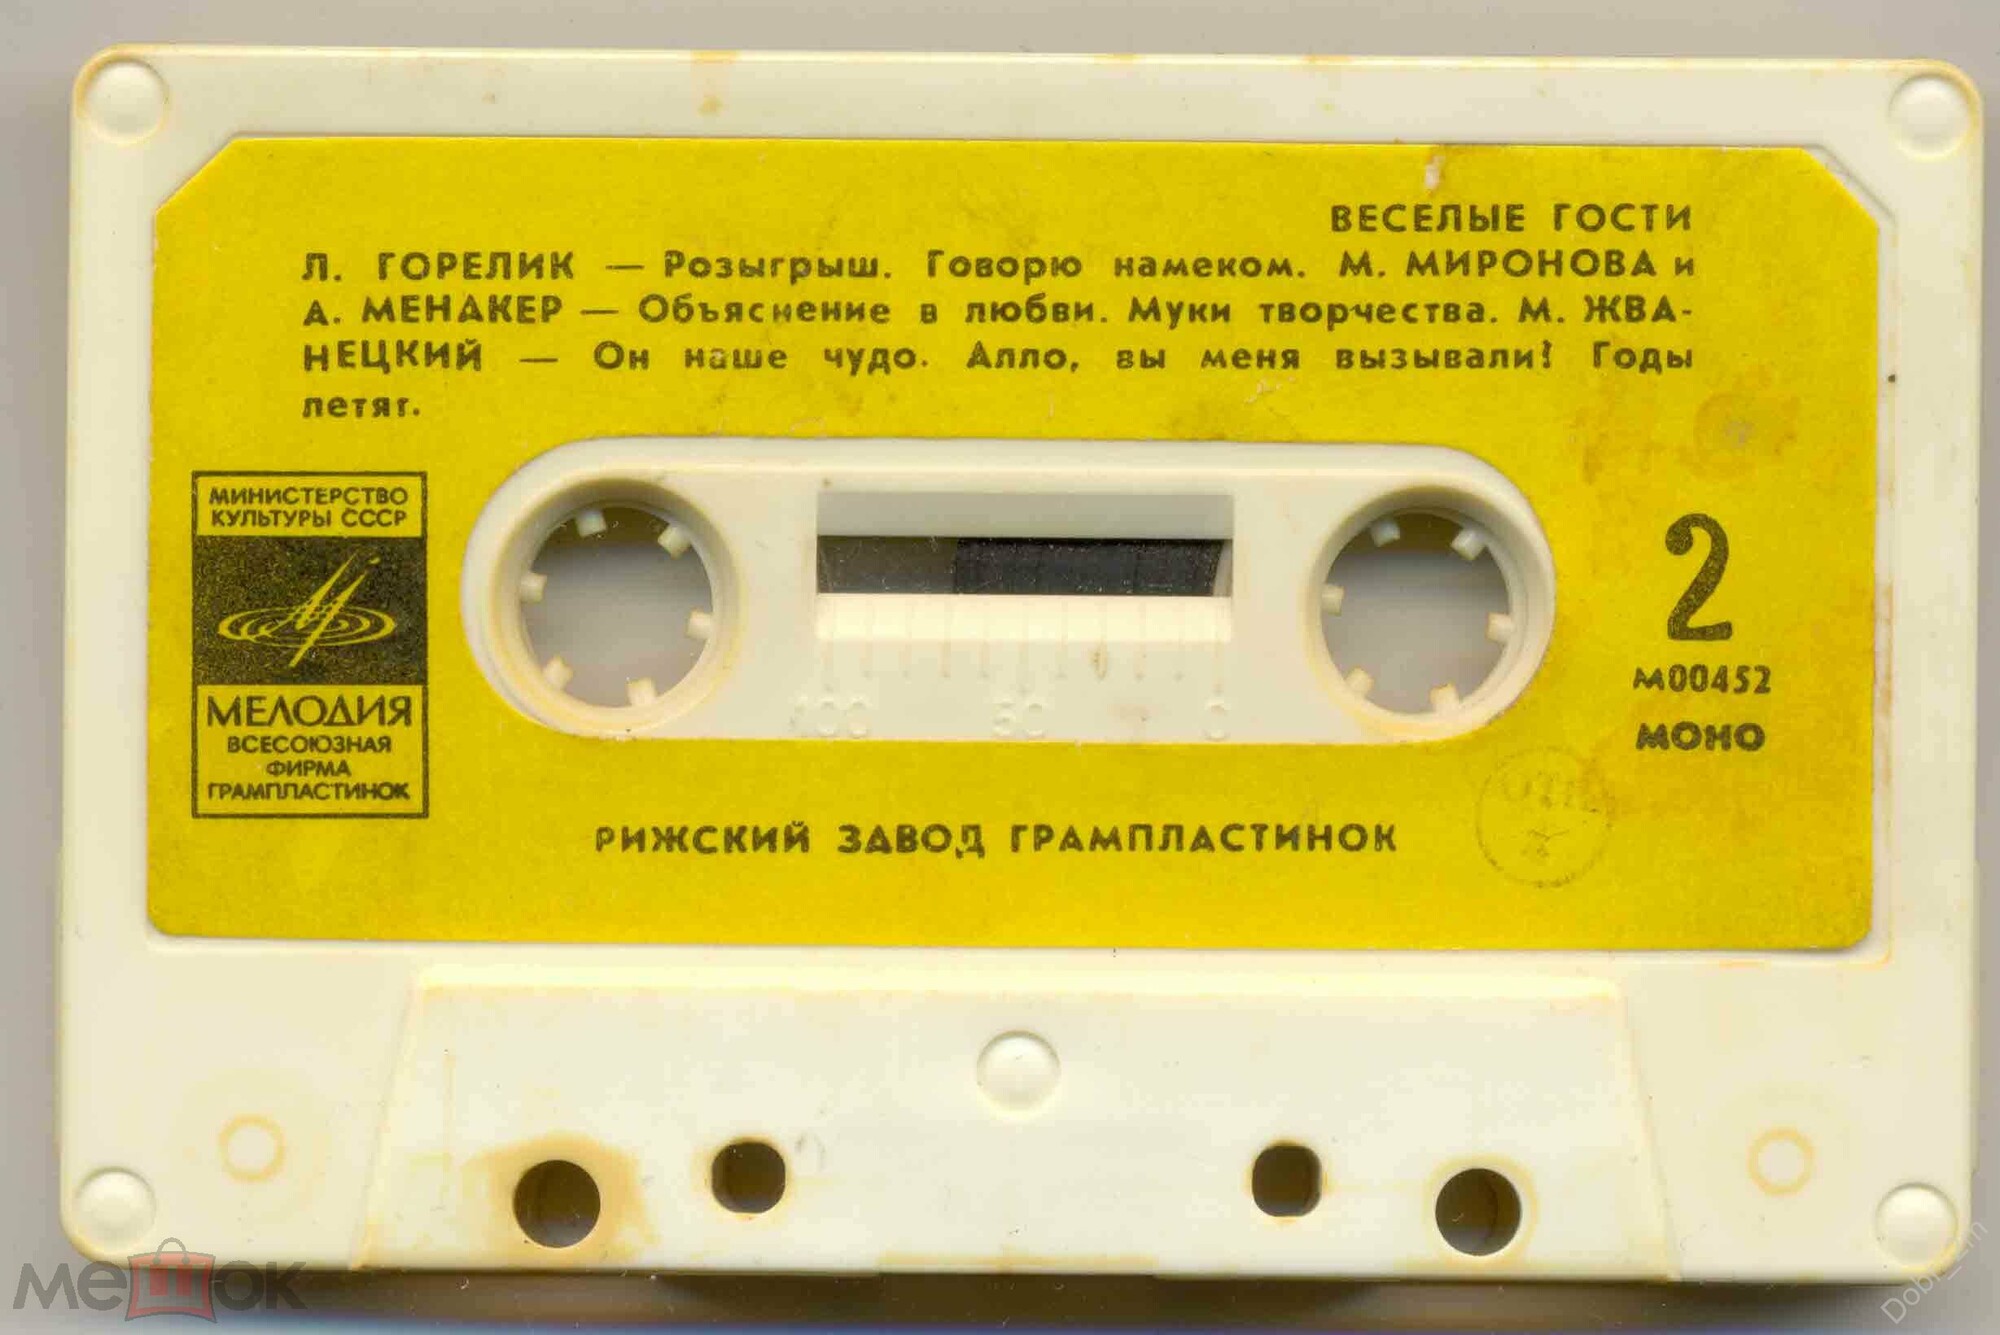 ВЕСЕЛЫЕ ГОСТИ
Л. ГОРЕЛИК — Розыгрыш. Говорю намеком. М. МИРОНОВА и
А. МЕНАКЕР — Объяснение в любви. Муки творчества. М. ЖВА-
НЕЦКИЙ — Он наше чудо. Алло, вы меня вызывали? Годы
летят.
МИНИСТЕРСТВО
КУЛЬТУРЫ СССР
МЕЛОДИЯ
ВСЕСОЮЗНАЯ
ФИРМА
ГРАМПЛАСТИНОК
2
М00452
МОНО
100 50 0
РИЖСКИЙ ЗАВОД ГРАМПЛАСТИНОК
мешок